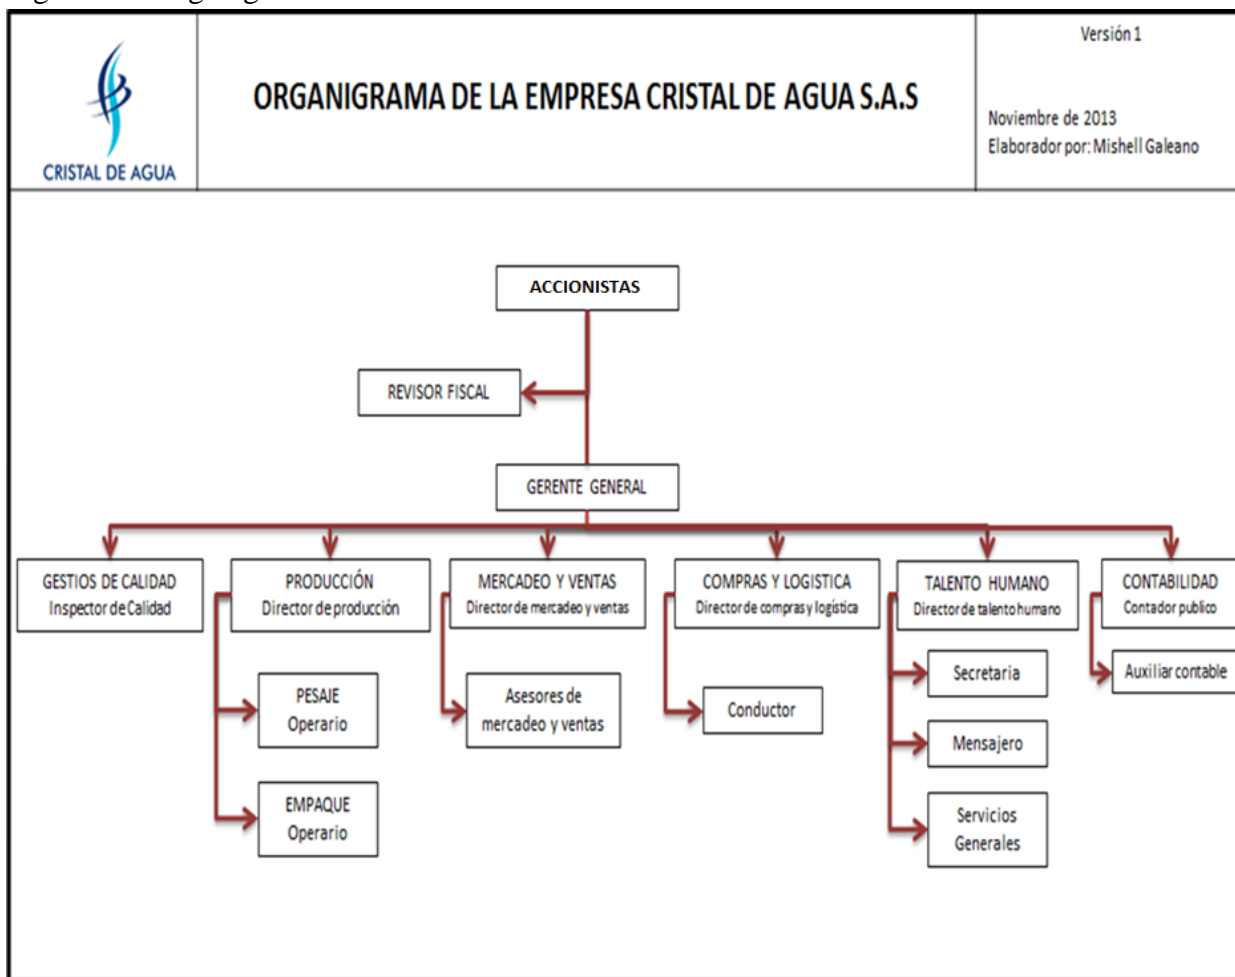 CRISTAL DE AGUA
ORGANIGRAMA DE LA EMPRESA CRISTAL DE AGUA S.A.S
Versión 1
Noviembre de 2013
Elaborador por: Mishell Galeano
ACCIONISTAS
REVISOR FISCAL
GERENTE GENERAL
GESTIOS DE CALIDAD
Inspector de Calidad
PRODUCCIÓN
Director de producción
MERCADEO Y VENTAS
Director de mercadeo y ventas
COMPRAS Y LOGISTICA
Director de compras y logística
TALENTO HUMANO
Director de talento humano
CONTABILIDAD
Contador publico
PESAJE
Operario
EMPAQUE
Operario
Asesores de
mercadeo y ventas
Conductor
Secretaria
Mensajero
Servicios
Generales
Auxiliar contable